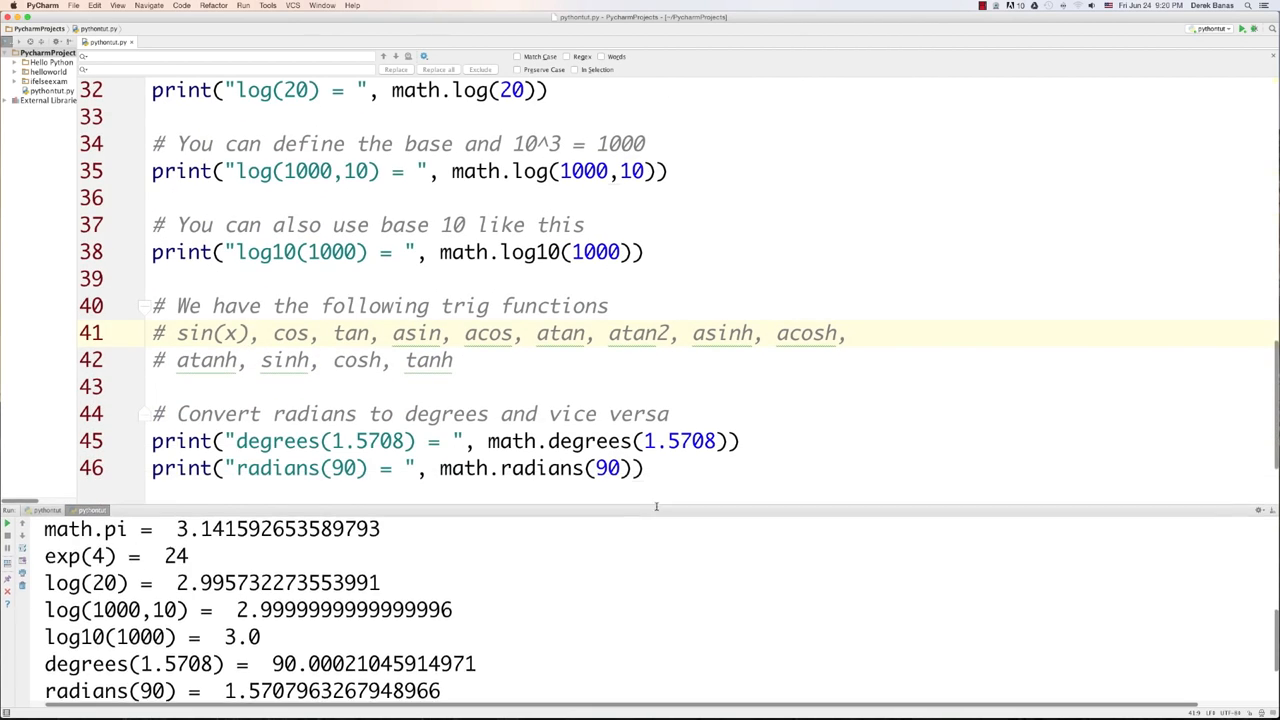 PyCharm File Edit View Navigate Code Refactor Run Tools VCS Window Help Fri Jun 24 9:20 PM Derek Banas
pythontut.py - PycharmProjects - [~/PycharmProjects]
PycharmProjects pythontut.py pythontut
pythontut.py
PycharmProject
Hello Python
helloworld
ifelseexam
pythontut.py
External Librarie
Match Case Regex Words
Replace Replace all Exclude Preserve Case In Selection
32 print("log(20) = ", math.log(20))
33
34 # You can define the base and 10^3 = 1000
35 print("log(1000,10) = ", math.log(1000,10))
36
37 # You can also use base 10 like this
38 print("log10(1000) = ", math.log10(1000))
39
40 # We have the following trig functions
41 # sin(x), cos, tan, asin, acos, atan, atan2, asinh, acosh,
42 # atanh, sinh, cosh, tanh
43
44 # Convert radians to degrees and vice versa
45 print("degrees(1.5708) = ", math.degrees(1.5708))
46 print("radians(90) = ", math.radians(90))
Run: pythontut pythontut
math.pi =  3.141592653589793
exp(4) =  24
log(20) =  2.995732273553991
log(1000,10) =  2.9999999999999996
log10(1000) =  3.0
degrees(1.5708) =  90.00021045914971
radians(90) =  1.5707963267948966
41:9 LF UTF-8